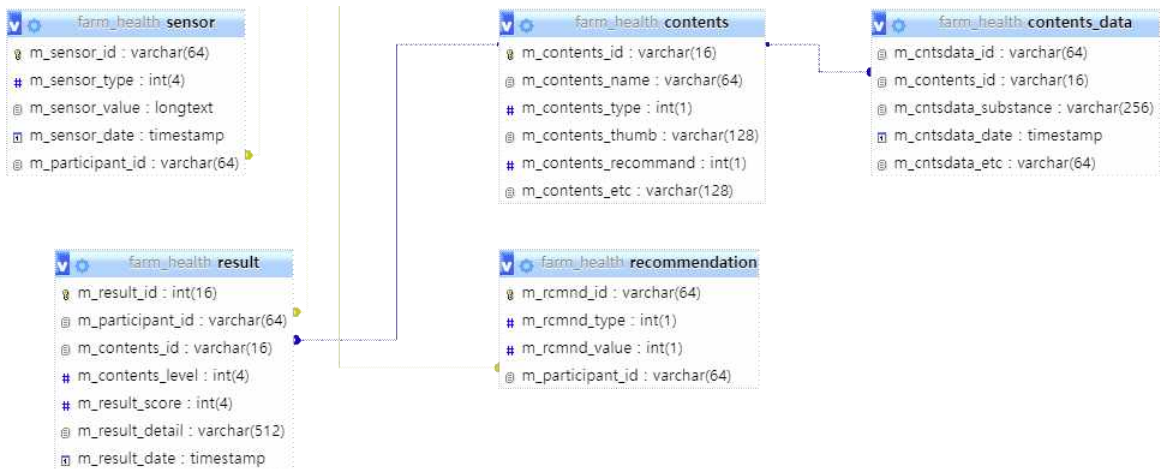 farm_health sensor
m_sensor_id : varchar(64)
m_sensor_type : int(4)
m_sensor_value : longtext
m_sensor_date : timestamp
m_participant_id : varchar(64)
farm_health contents
m_contents_id : varchar(16)
m_contents_name : varchar(64)
m_contents_type : int(1)
m_contents_thumb : varchar(128)
m_contents_recommand : int(1)
m_contents_etc : varchar(128)
farm_health contents_data
m_cntsdata_id : varchar(64)
m_contents_id : varchar(16)
m_cntsdata_substance : varchar(256)
m_cntsdata_date : timestamp
m_cntsdata_etc : varchar(64)
farm_health result
m_result_id : int(16)
m_participant_id : varchar(64)
m_contents_id : varchar(16)
m_contents_level : int(4)
m_result_score : int(4)
m_result_detail : varchar(512)
m_result_date : timestamp
farm_health recommendation
m_rcmnd_id : varchar(64)
m_rcmnd_type : int(1)
m_rcmnd_value : int(1)
m_participant_id : varchar(64)